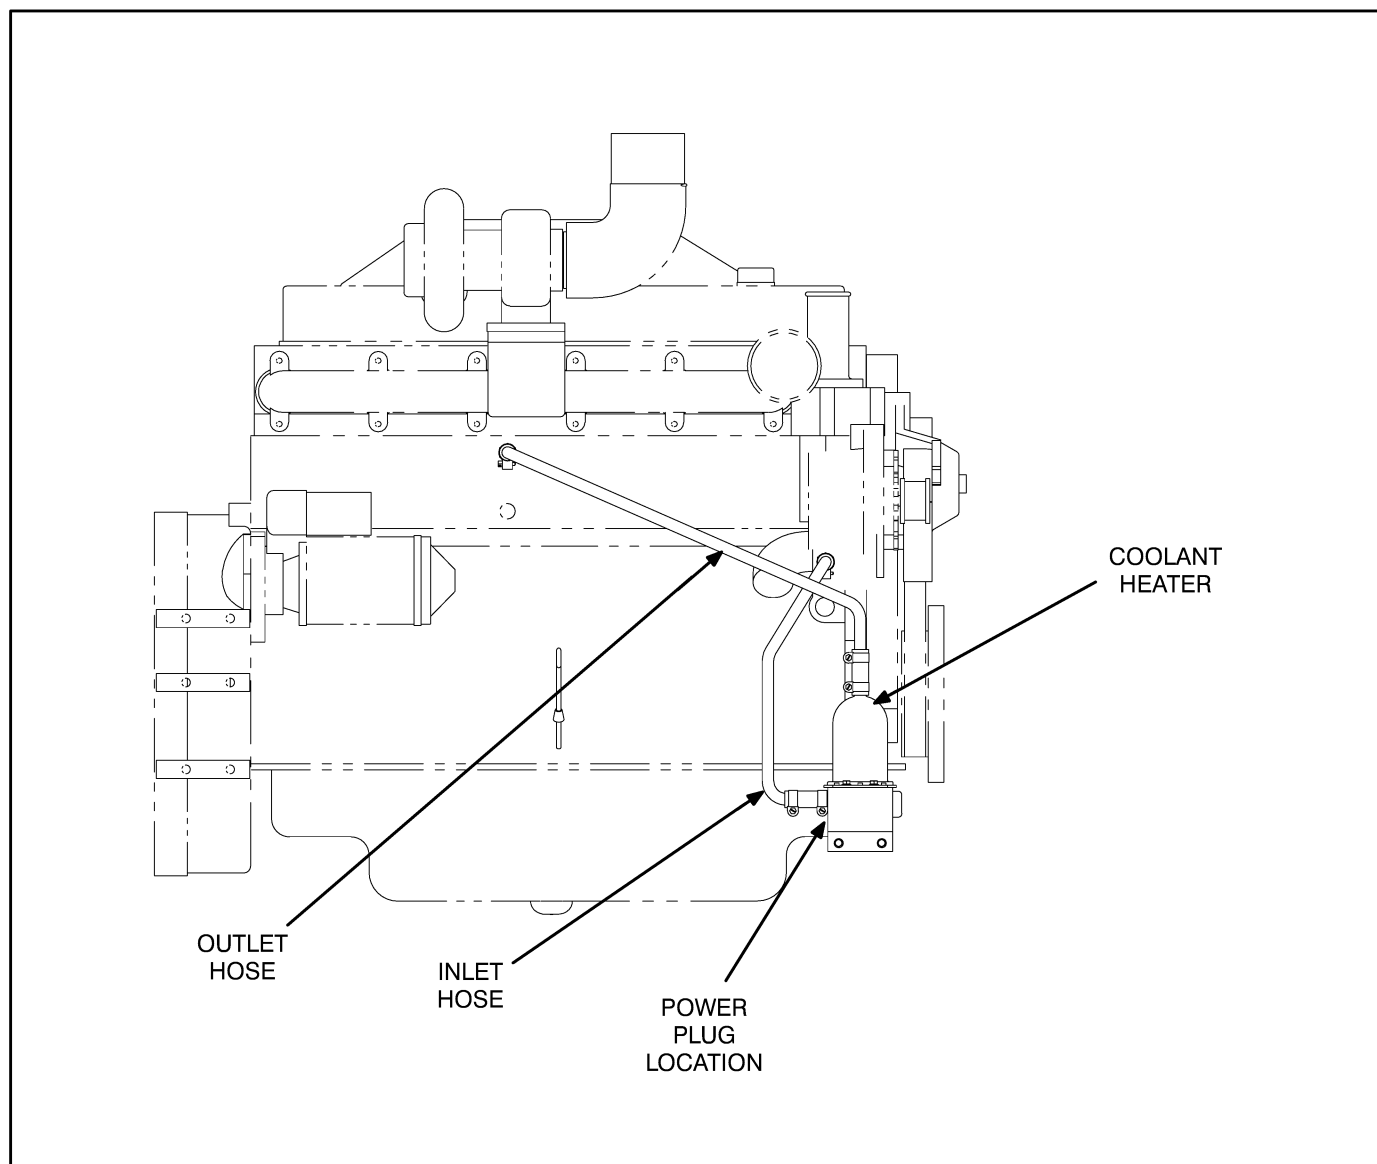 COOLANT
HEATER
OUTLET
HOSE
INLET
HOSE
POWER
PLUG
LOCATION